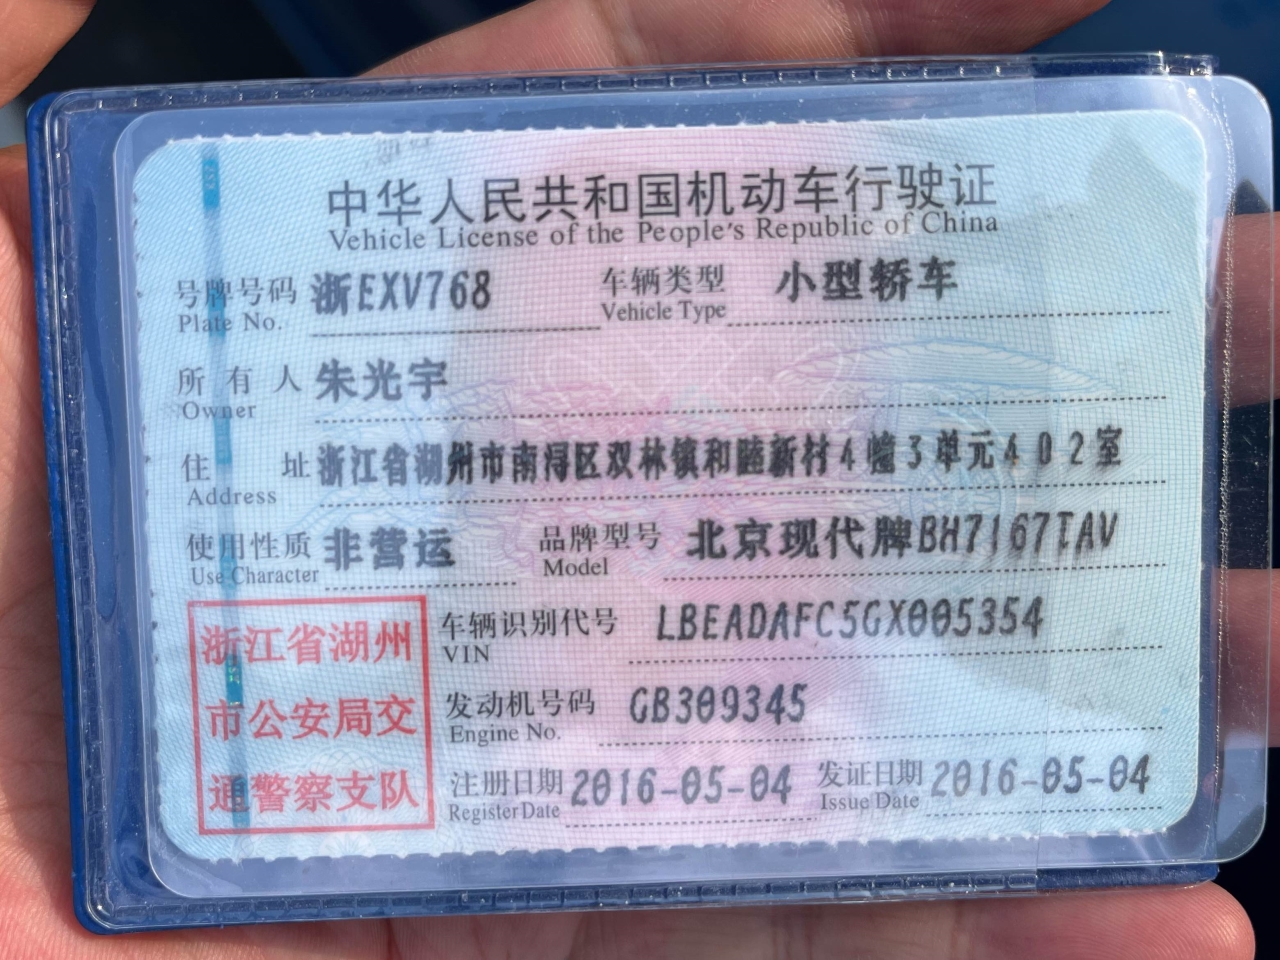 中华人民共和国机动车行驶证
Vehicle License of the People's Republic of China
号牌号码 浙EXV768 车辆类型 小型轿车
Plate No. Vehicle Type
所有人 朱光宇
Owner
住址 浙江省湖州市南浔区双林镇和睦新村4幢3单元402室
Address
使用性质 非营运 品牌型号 北京现代牌BH7167TAV
Use Character Model
浙江省湖州
市公安局交
通警察支队
车辆识别代号 LBEADAFC5GX005354
VIN
发动机号码 GB309345
Engine No.
注册日期 2016-05-04 发证日期 2016-05-04
Register Date Issue Date